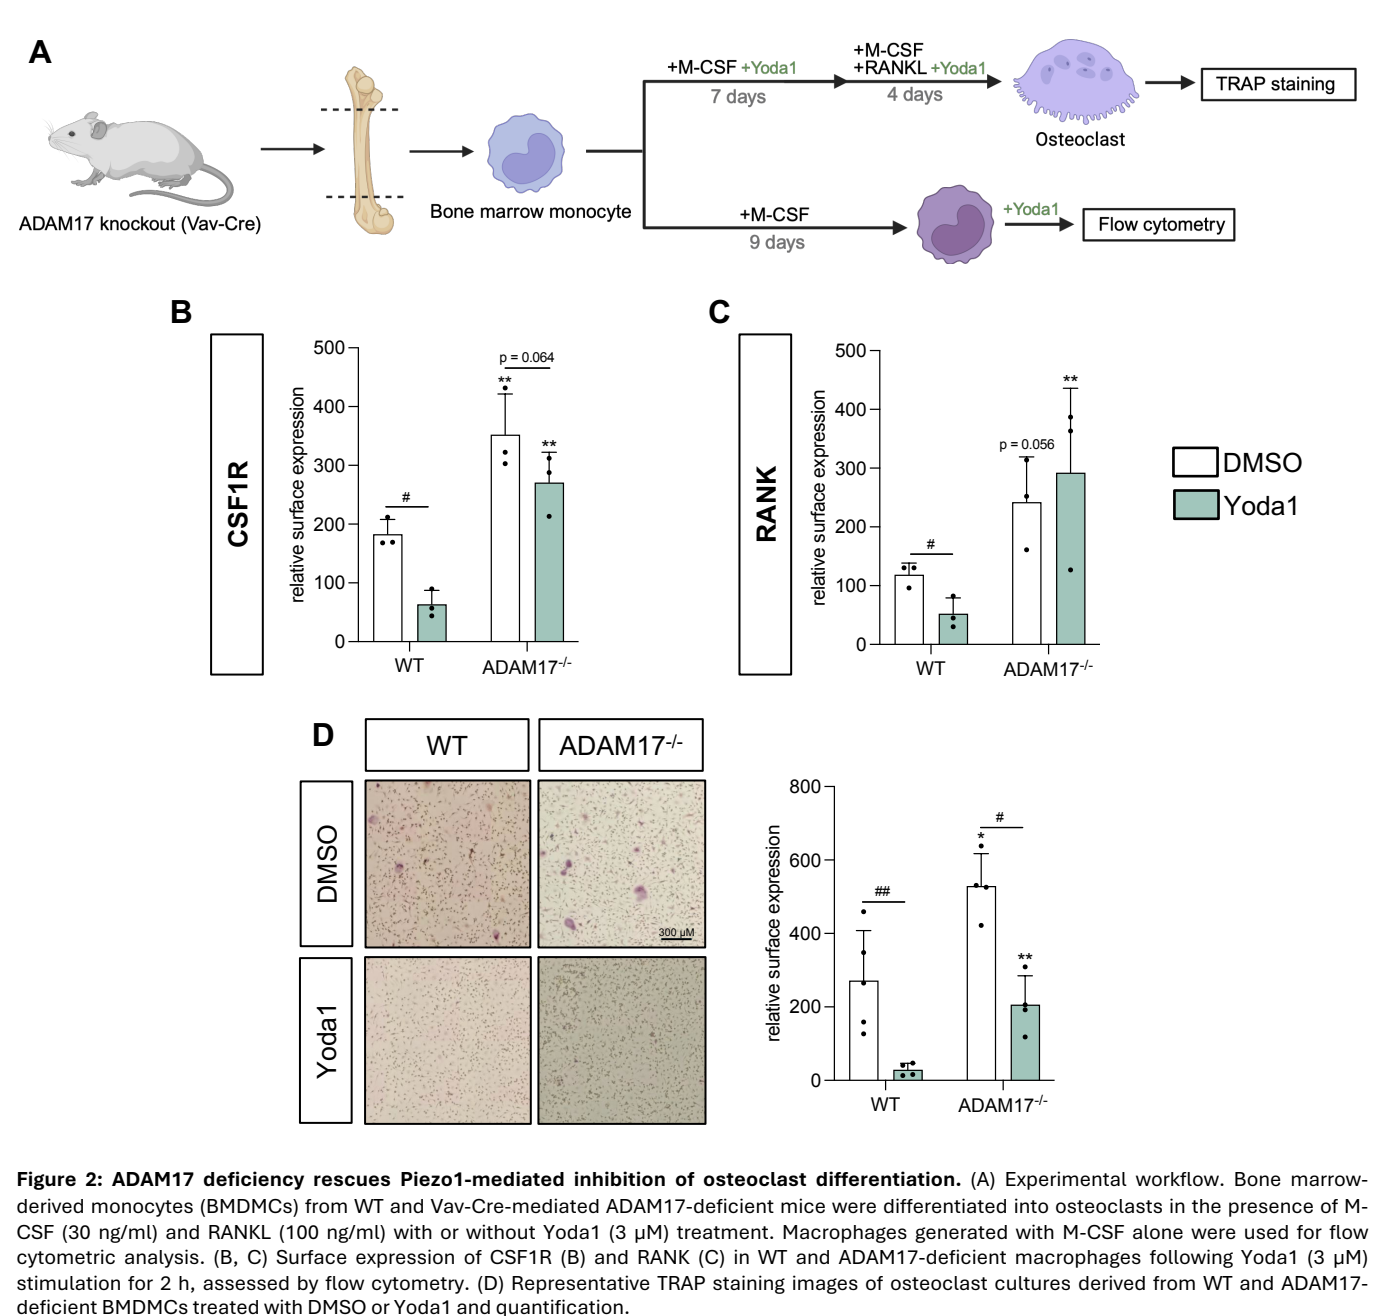 A
ADAM17 knockout (Vav-Cre)
Bone marrow monocyte
+M-CSF +Yoda1
7 days
+M-CSF
+RANKL +Yoda1
4 days
Osteoclast
TRAP staining
+M-CSF
9 days
+Yoda1
Flow cytometry
B
CSF1R
relative surface expression
500
400
300
200
100
0
#
p = 0.064
**
**
WT
ADAM17-/-
C
RANK
relative surface expression
500
400
300
200
100
0
#
p = 0.056
**
WT
ADAM17-/-
DMSO
Yoda1
D
WT
ADAM17-/-
DMSO
Yoda1
300 µM
relative surface expression
800
600
400
200
0
##
#
*
**
WT
ADAM17-/-
Figure 2: ADAM17 deficiency rescues Piezo1-mediated inhibition of osteoclast differentiation. (A) Experimental workflow. Bone marrow-
derived monocytes (BMDMCs) from WT and Vav-Cre-mediated ADAM17-deficient mice were differentiated into osteoclasts in the presence of M-
CSF (30 ng/ml) and RANKL (100 ng/ml) with or without Yoda1 (3 µM) treatment. Macrophages generated with M-CSF alone were used for flow
cytometric analysis. (B, C) Surface expression of CSF1R (B) and RANK (C) in WT and ADAM17-deficient macrophages following Yoda1 (3 µM)
stimulation for 2 h, assessed by flow cytometry. (D) Representative TRAP staining images of osteoclast cultures derived from WT and ADAM17-
deficient BMDMCs treated with DMSO or Yoda1 and quantification.